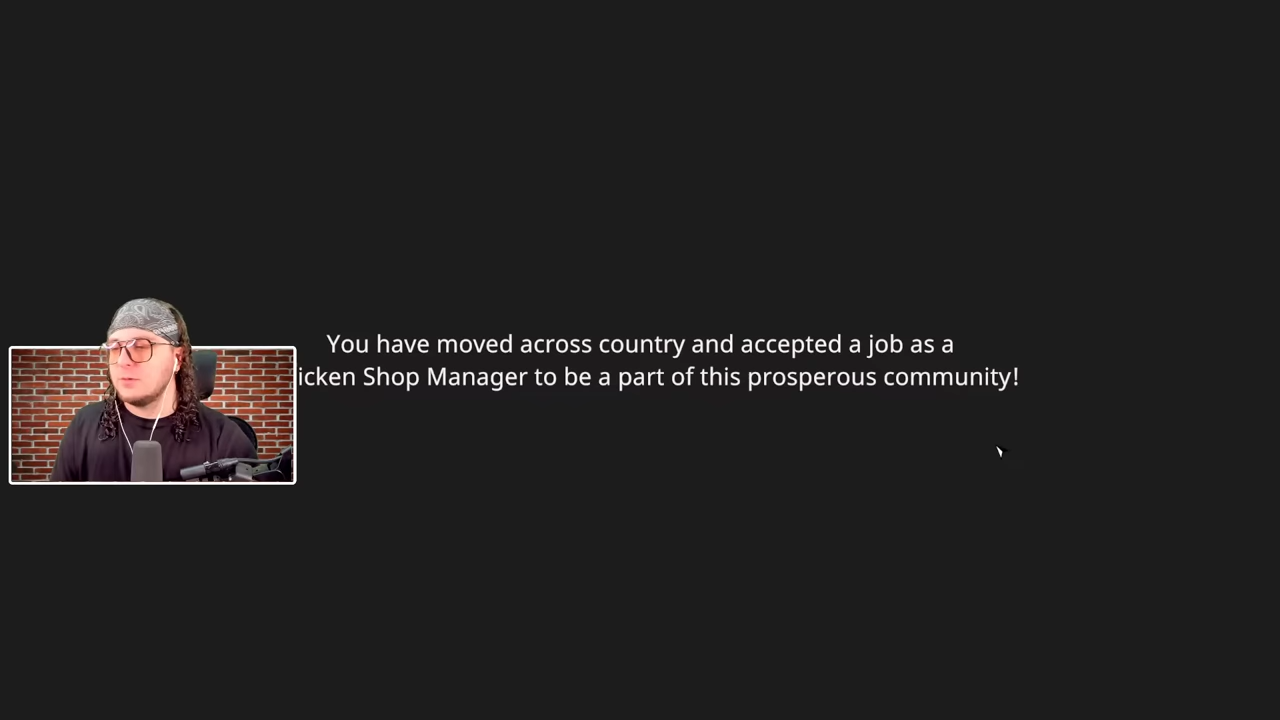 You have moved across country and accepted a job as a
icken Shop Manager to be a part of this prosperous community!